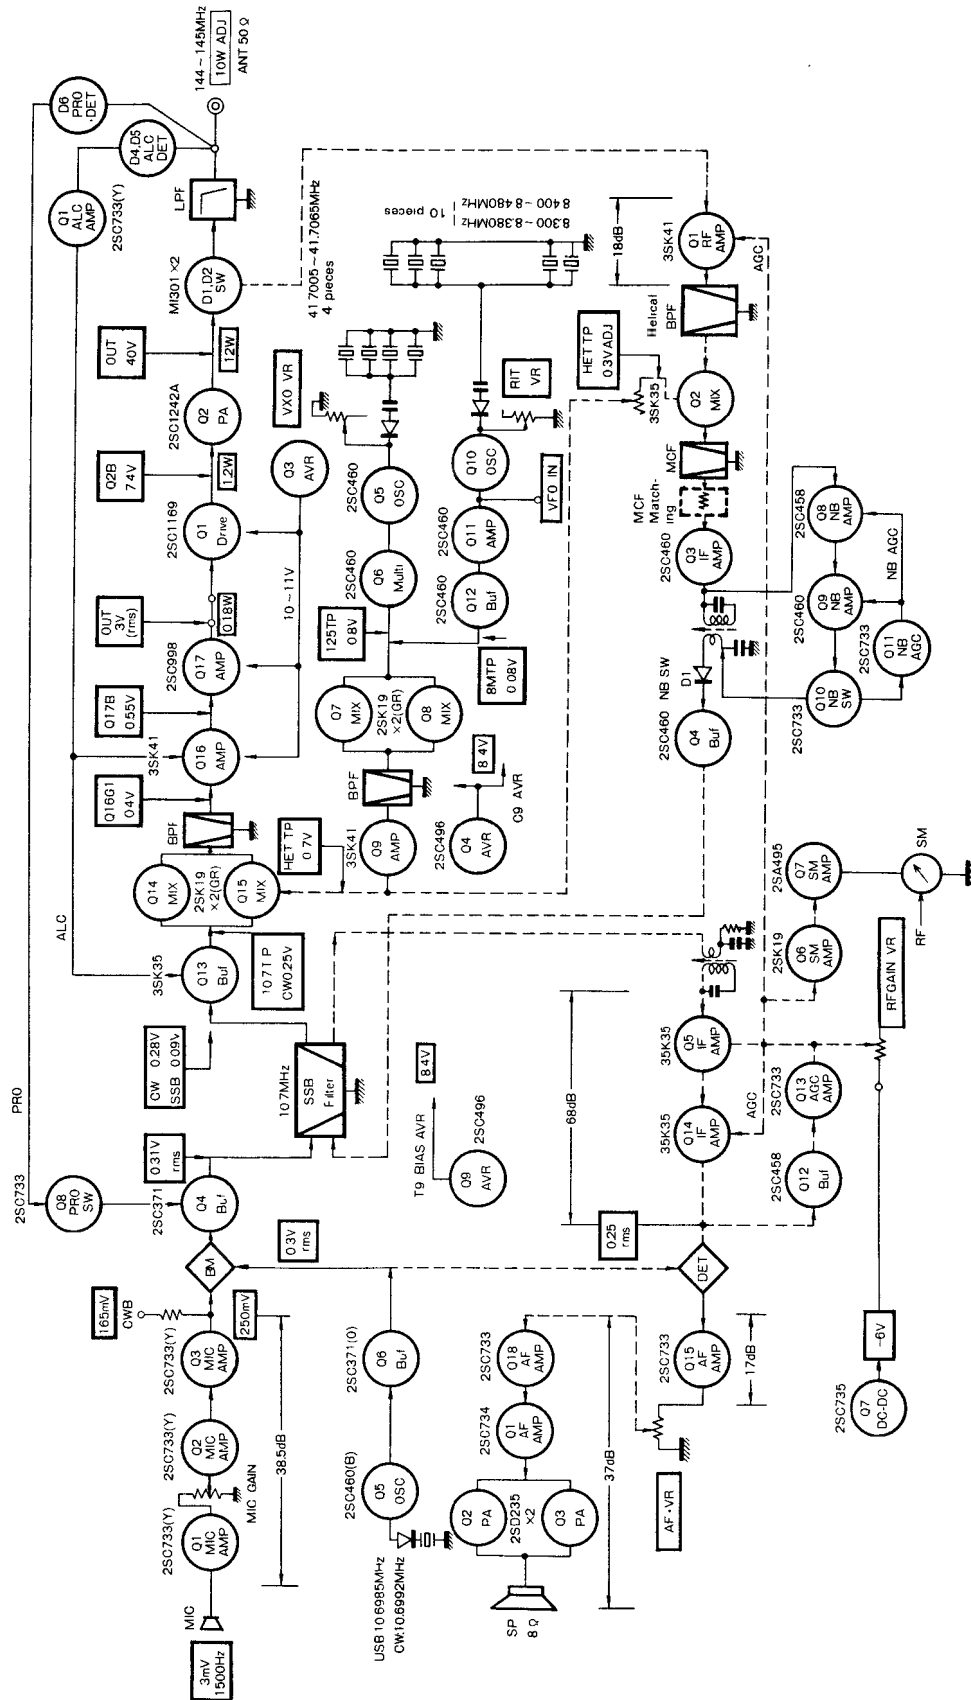 3mV
1500Hz
MIC
2SC733(Y)
Q1
MIC
AMP
MIC GAIN
2SC733(Y)
Q2
MIC
AMP
2SC733(Y)
Q3
MIC
AMP
38.5dB
165mV
CWB
250mV
BM
PRO
2SC733
Q8
PRO
SW
2SC371
Q4
Buf
0.31V
rms
0.3V
rms
CW 0.28V
SSB 0.09V
10.7MHz
SSB
Filter
ALC
3SK35
Q13
Buf
10.7T P
CW0.25V
Q14
MIX
2SK19
×2(GR)
Q15
MIX
BPF
HET TP
0.7V
Q16G1
0.4V
3SK41
Q16
AMP
Q17B
0.55V
2SC998
Q17
AMP
OUT
3V
(rms)
0.18W
10~11V
2SC1169
Q1
Drive
Q2B
7.4V
1.2W
Q3
AVR
2SC1242A
Q2
PA
OUT
40V
12W
MI301 ×2
D1,D2
SW
LPF
2SC733(Y)
Q1
ALC
AMP
D4,D5
ALC
DET
D6
PRO
.DET
144~145MHz
10W ADJ
ANT 50Ω
USB 10.6985MHz
CW:10.6992MHz
2SC460(B)
Q5
OSC
2SC371(O)
Q6
Buf
T9 BIAS AVR
8.4V
2SC496
Q9
AVR
3SK41
Q9
AMP
BPF
Q7
MIX
2SK19
×2(GR)
Q8
MIX
125TP
0.8V
8MTP
0.08V
2SC496
Q4
AVR
8.4V
C9 AVR
2SC460
Q6
Multi
2SC460
Q5
OSC
VXO VR
41.7005~41.7065MHz
4 pieces
2SC460
Q12
Buf
2SC460
Q11
AMP
VFO IN
Q10
OSC
RIT
VR
8.300~8.380MHz
8.400~8.480MHz
10 pieces
SP
8Ω
Q2
PA
2SD235
×2
Q3
PA
2SC734
Q1
AF
AMP
2SC733
Q18
AF
AMP
37dB
AF·VR
2SC733
Q15
AF
AMP
17dB
DET
0.25
rms
68dB
35K35
Q14
IF
AMP
35K35
Q5
IF
AMP
AGC
2SC458
Q12
Buf
2SC733
Q13
AGC
AMP
2SK19
Q6
SM
AMP
2SA495
Q7
SM
AMP
SM
RF
RFGAIN VR
-6V
2SC735
Q7
DC-DC
2SC460
Q4
Buf
NB SW
D1
2SC460
Q3
IF
AMP
MCF
Match-
ing
MCF
3SK35
Q2
MIX
HET TP
0.3V ADJ
Helical
BPF
3SK41
Q1
RF
AMP
18dB
AGC
2SC458
Q8
NB
AMP
2SC460
Q9
NB
AMP
2SC733
Q10
NB
SW
2SC733
Q11
NB
AGC
NB AGC